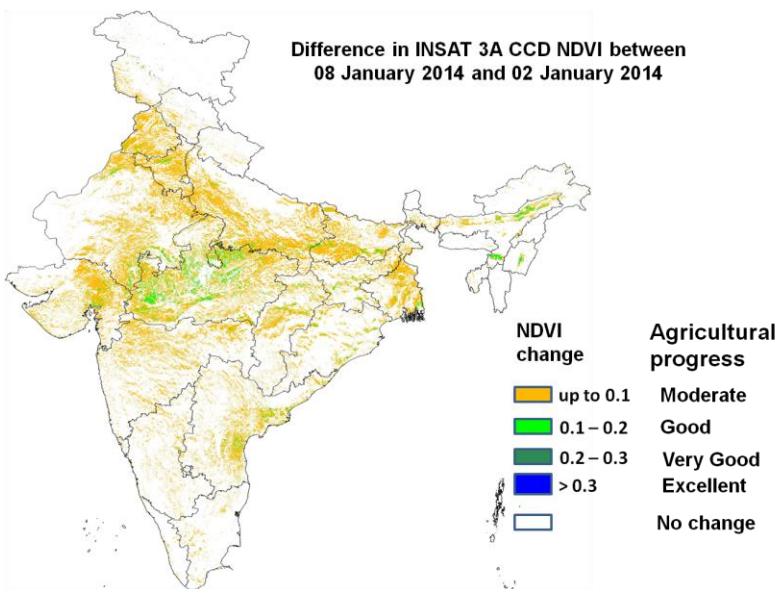 Difference in INSAT 3A CCD NDVI between
08 January 2014 and 02 January 2014
NDVI change Agricultural progress
up to 0.1 Moderate
0.1 – 0.2 Good
0.2 – 0.3 Very Good
> 0.3 Excellent
No change